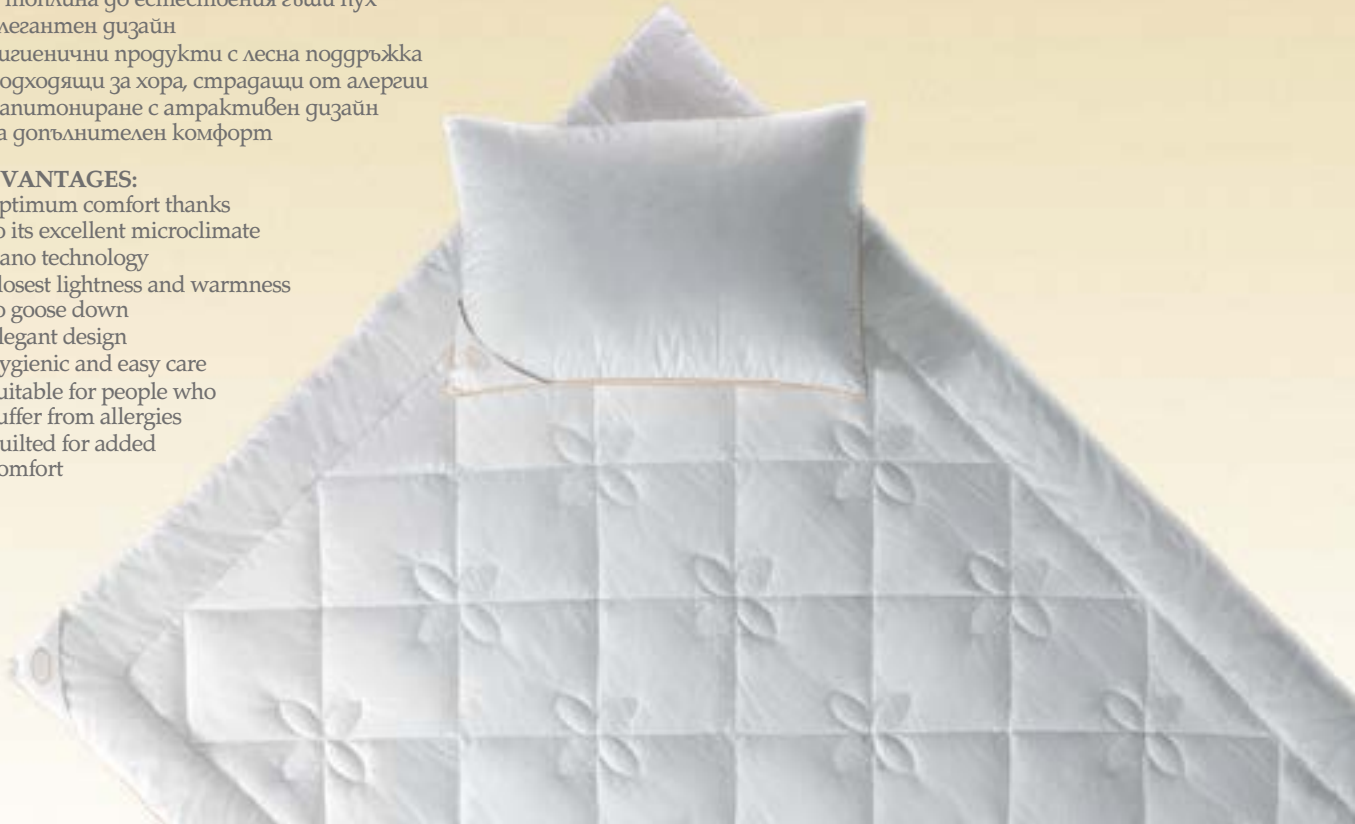 топлина до естествения гъши пух
легантен дизайн
игиенични продукти с лесна поддръжка
одходящи за хора, страдащи от алергии
апитониране с атрактивен дизайн
а допълнителен комфорт
VANTAGES:
ptimum comfort thanks
o its excellent microclimate
ano technology
losest lightness and warmness
o goose down
legant design
ygienic and easy care
uitable for people who
uffer from allergies
uilted for added
omfort